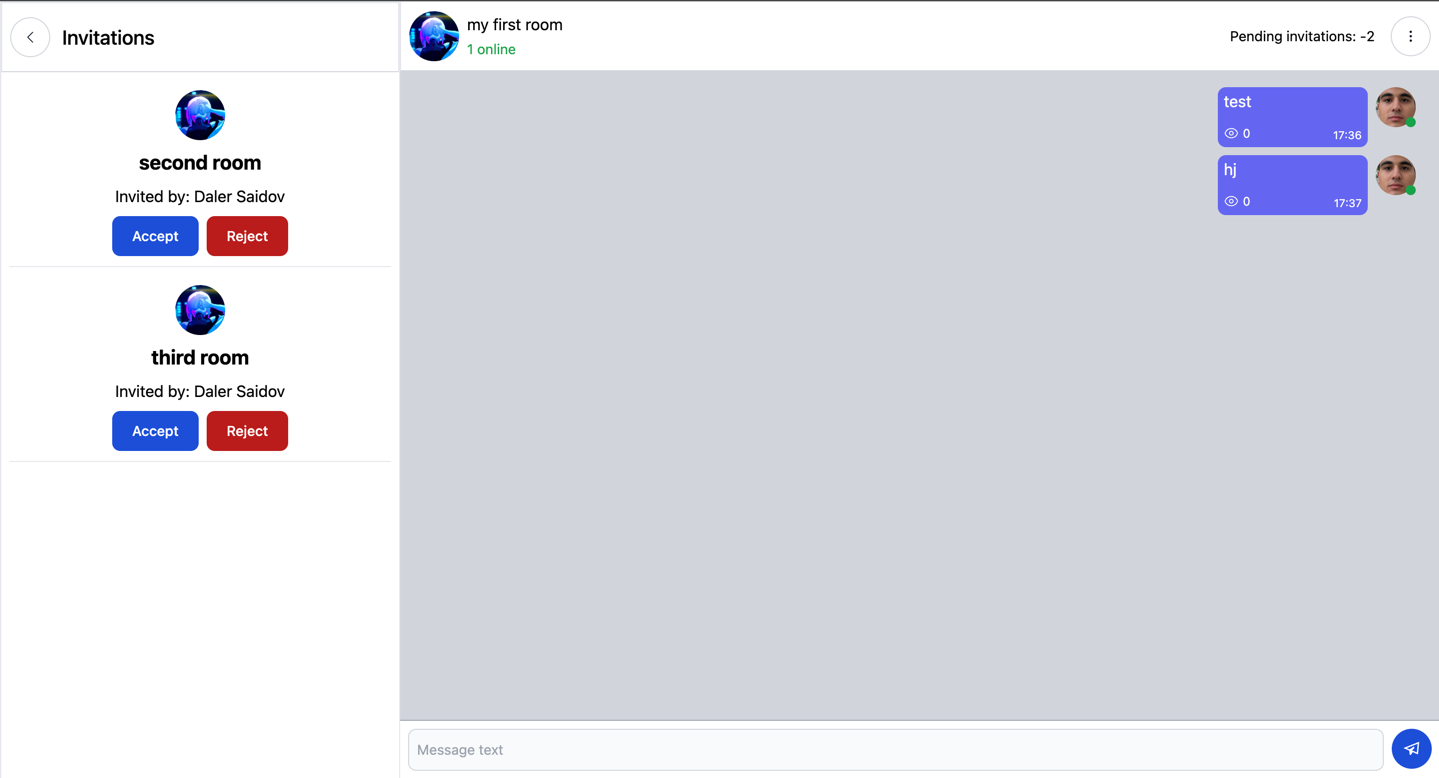 Invitations
second room
Invited by: Daler Saidov
Accept Reject
third room
Invited by: Daler Saidov
Accept Reject
my first room
1 online
Pending invitations: -2
test
0 17:36
hj
0 17:37
Message text